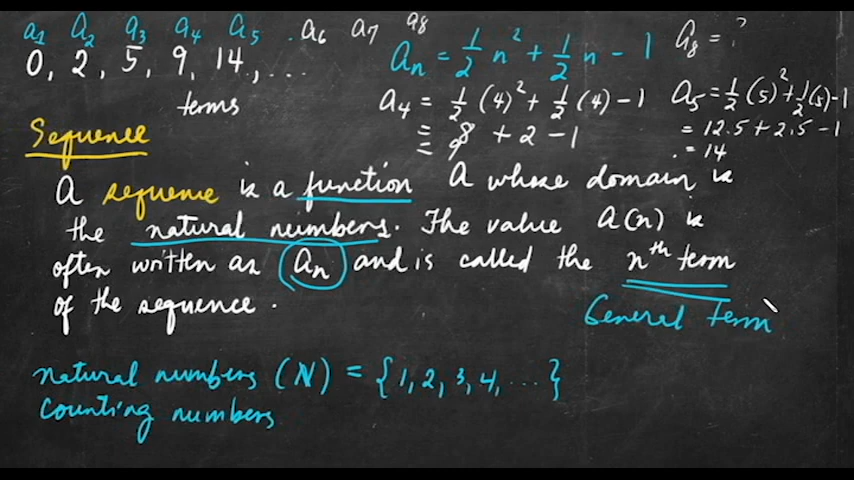 a1 a2 a3 a4 a5 . a6 a7 a8
0, 2, 5, 9, 14, ...
terms
an = 1/2 n² + 1/2 n - 1
a8 = ?
a4 = 1/2 (4)² + 1/2 (4) - 1
= 8 + 2 - 1
= 9
a5 = 1/2 (5)² + 1/2 (5) - 1
= 12.5 + 2.5 - 1
. = 14
Sequence
A sequence is a function A whose domain is
the natural numbers. The value A(n) is
often written as an and is called the nth term
of the sequence.
General Term
natural numbers (N) = {1, 2, 3, 4, ...}
counting numbers